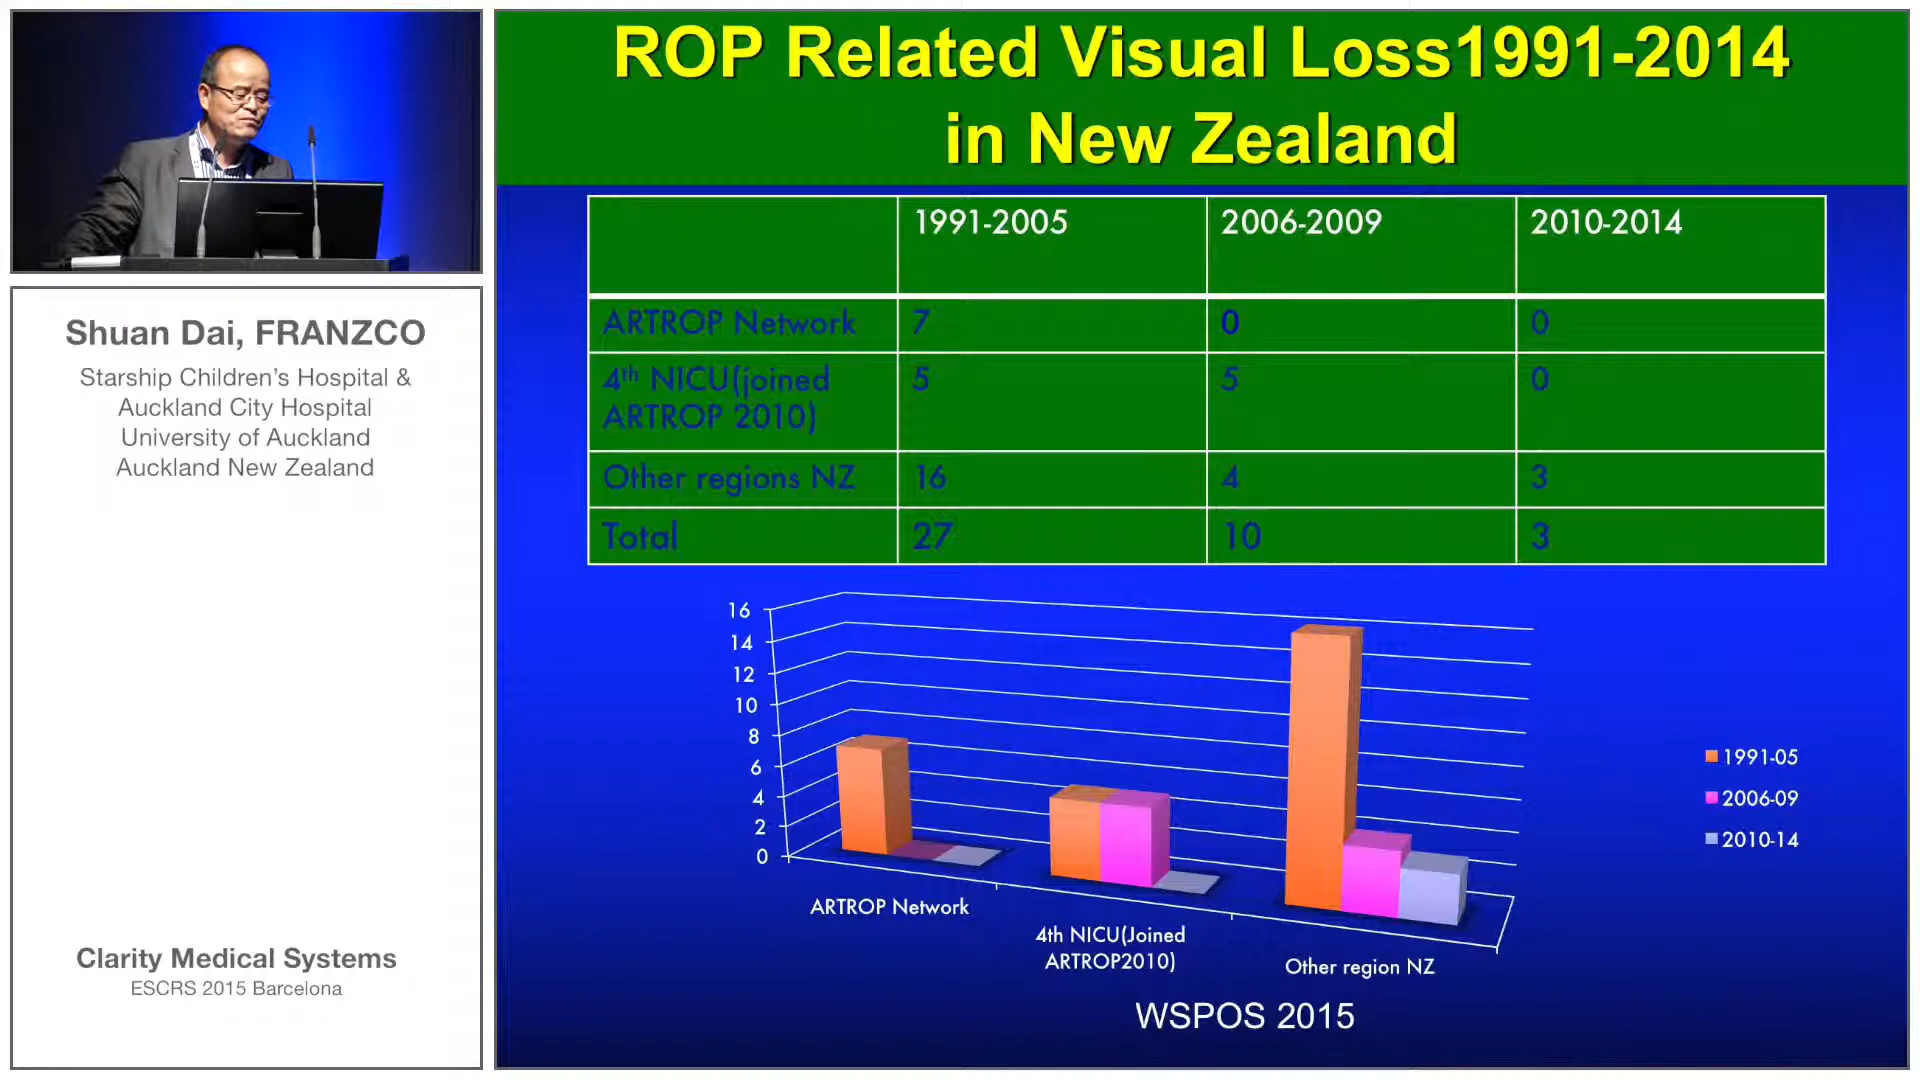 Shuan Dai, FRANZCO
Starship Children's Hospital &
Auckland City Hospital
University of Auckland
Auckland New Zealand
Clarity Medical Systems
ESCRS 2015 Barcelona
ROP Related Visual Loss1991-2014
in New Zealand
1991-2005 2006-2009 2010-2014
ARTROP Network 7 0 0
4th NICU(joined 5 5 0
ARTROP 2010)
Other regions NZ 16 4 3
Total 27 10 3
16
14
12
10
8
6
4
2
0
ARTROP Network
4th NICU(Joined
ARTROP2010)
Other region NZ
1991-05
2006-09
2010-14
WSPOS 2015